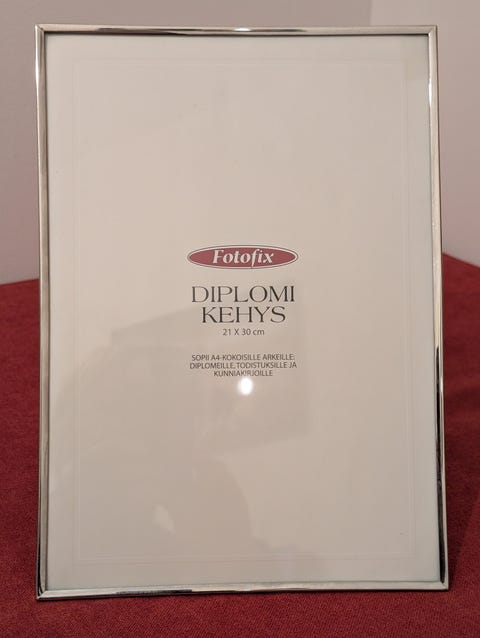 Fotofix
DIPLOMI
KEHYS
21 X 30 cm
SOPII A4-KOKOISILLE ARKEILLE:
DIPLOMEILLE, TODISTUKSILLE JA
KUNNIAKIRJOILLE